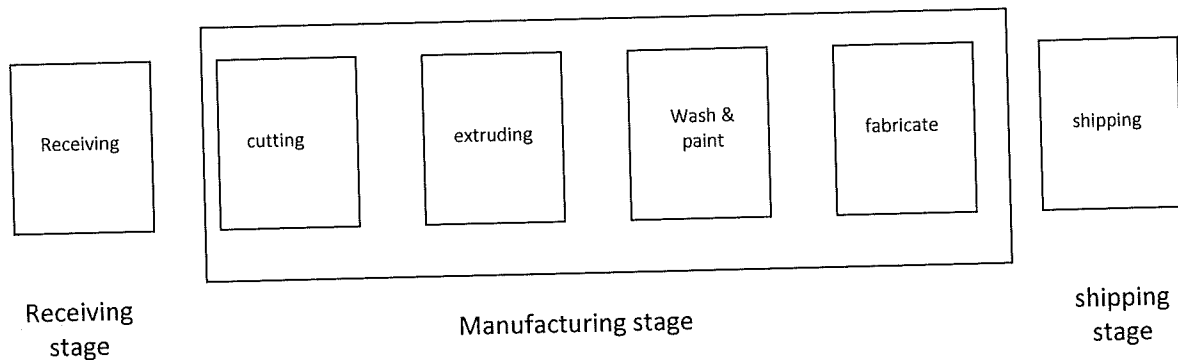 Receiving
cutting
extruding
Wash &
paint
fabricate
shipping
Receiving
stage
Manufacturing stage
shipping
stage